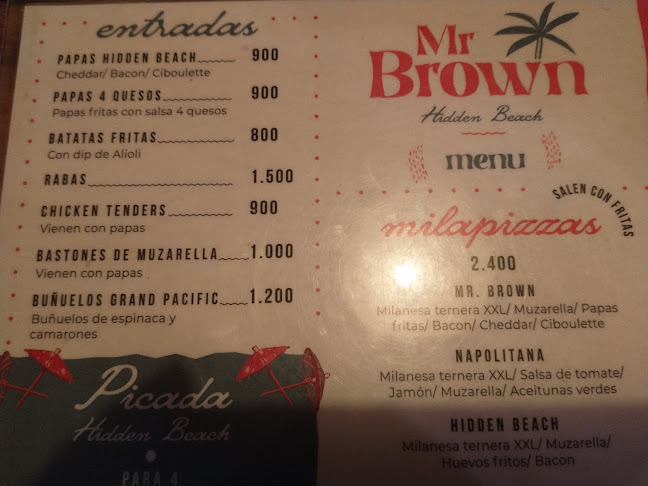 entradas
PAPAS HIDDEN BEACH 900
Cheddar/ Bacon/ Ciboulette
PAPAS 4 QUESOS 900
Papas fritas con salsa 4 quesos
BATATAS FRITAS 800
Con dip de Alioli
RABAS 1.500
CHICKEN TENDERS 900
Vienen con papas
BASTONES DE MUZARELLA 1.000
Vienen con papas
BUÑUELOS GRAND PACIFIC 1.200
Buñuelos de espinaca y
camarones
Picada
Hidden Beach
PARA 4
Mr
Brown
Hidden Beach
menu
SALEN CON FRITAS
milapizzas
2.400
MR. BROWN
Milanesa ternera XXL/ Muzarella/ Papas
fritas/ Bacon/ Cheddar/ Ciboulette
NAPOLITANA
Milanesa ternera XXL/ Salsa de tomate/
Jamón/ Muzarella/ Aceitunas verdes
HIDDEN BEACH
Milanesa ternera XXL/ Muzarella/
Huevos fritos/ Bacon